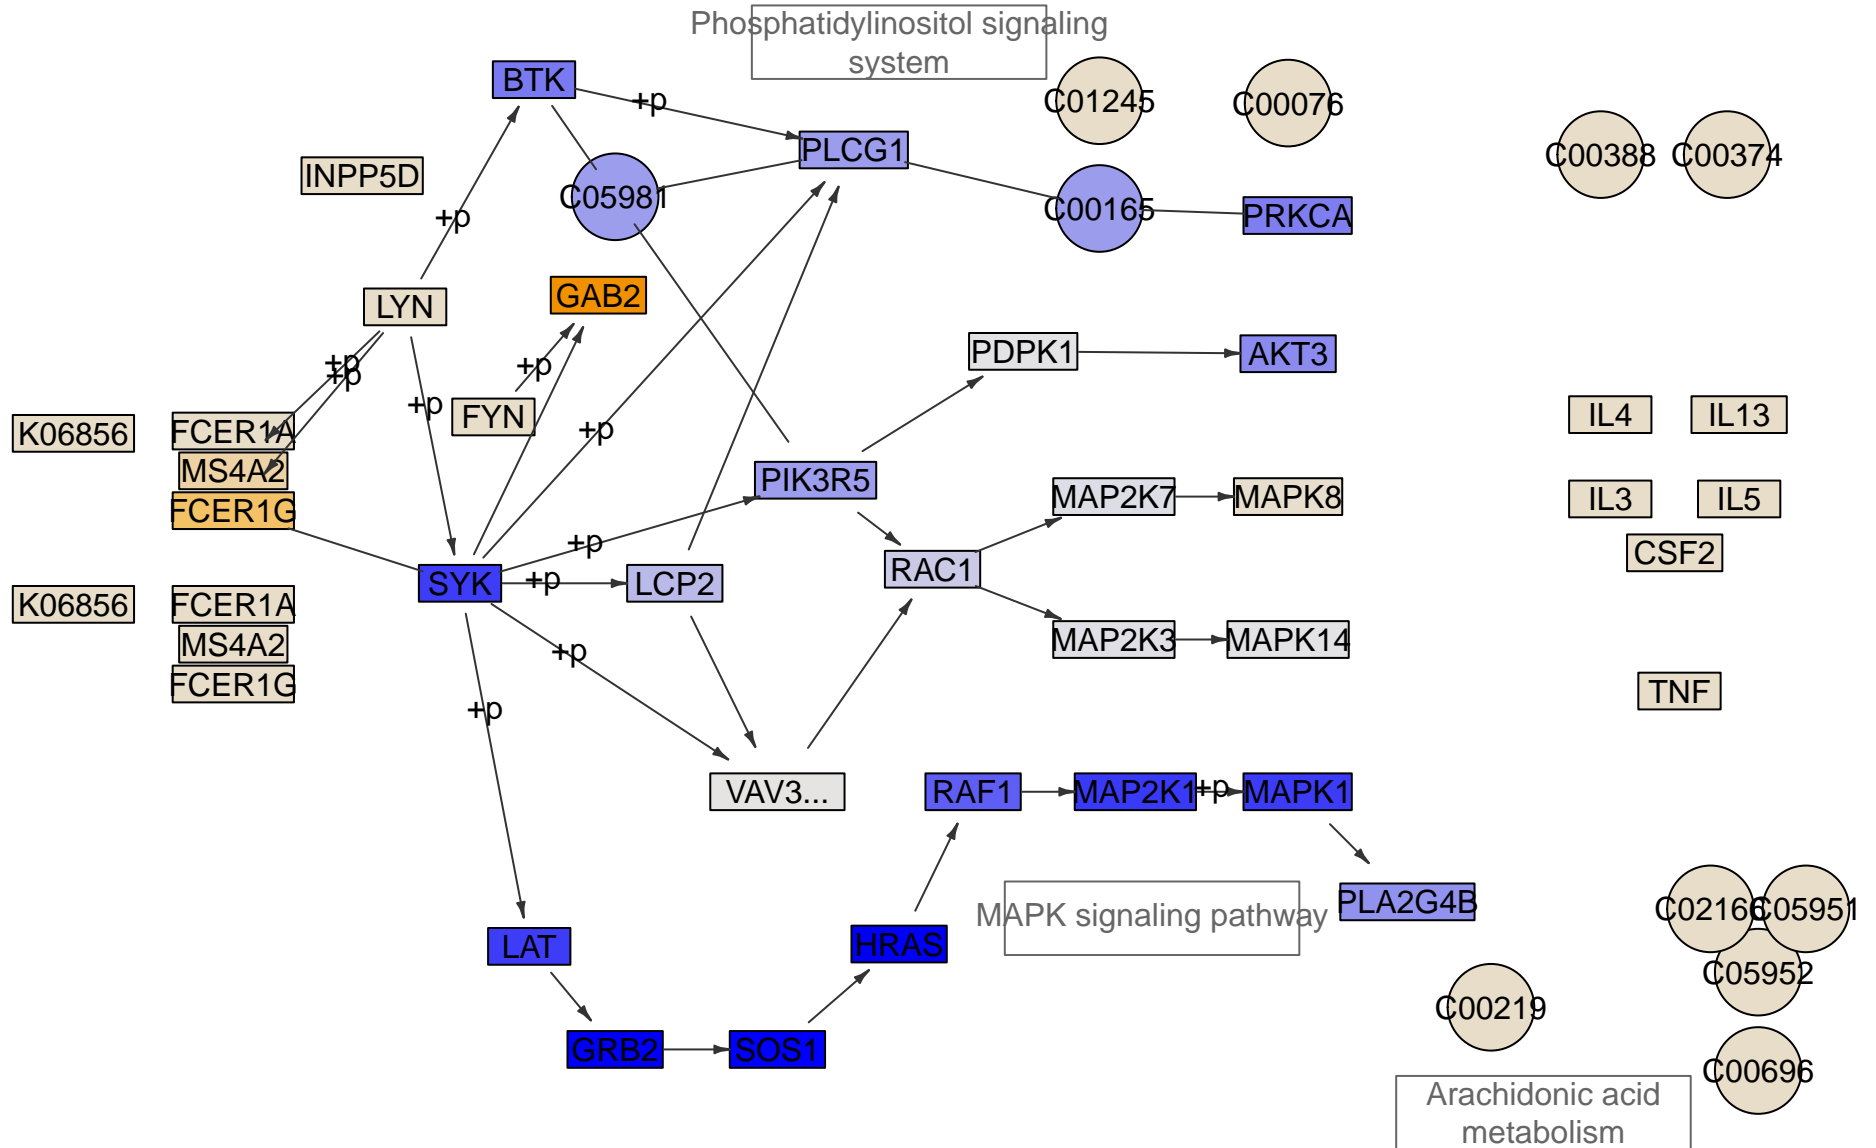 Phosphatidylinositol signaling
system
BTK
+p
C01245
C00076
PLCG1
C00388
C00374
INPP5D
C05981
+p
C00165
PRKCA
LYN
GAB2
+p
+p
+p
PDPK1
AKT3
+p
FYN
+p
K06856
FCER1A
IL4
IL13
MS4A2
PIK3R5
FCER1G
MAP2K7
MAPK8
IL3
IL5
+p
CSF2
SYK
+p
LCP2
RAC1
K06856
FCER1A
MS4A2
+p
MAP2K3
MAPK14
FCER1G
TNF
+p
VAV3...
RAF1
MAP2K1
+p
MAPK1
MAPK signaling pathway
PLA2G4B
C02166
C05951
LAT
HRAS
C05952
C00219
GRB2
SOS1
C00696
Arachidonic acid
metabolism